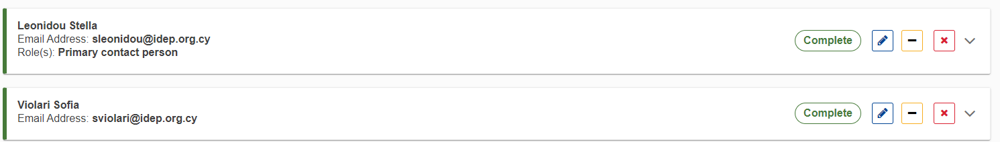 Leonidou Stella
Email Address: sleonidou@idep.org.cy
Role(s): Primary contact person
Complete
Violari Sofia
Email Address: sviolari@idep.org.cy
Complete